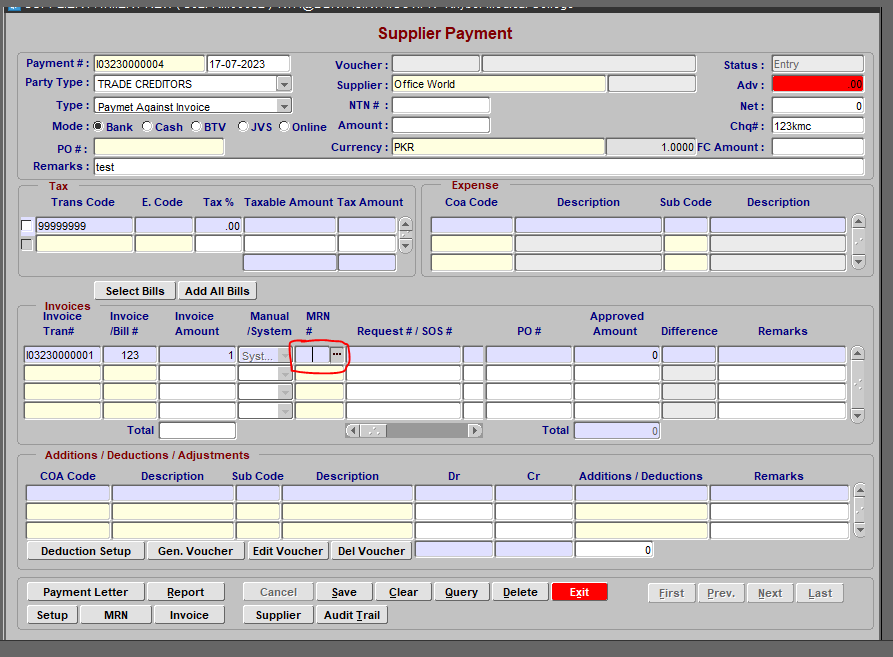 Supplier Payment
Payment # : I03230000004 17-07-2023 Voucher : Status : Entry
Party Type : TRADE CREDITORS Supplier : Office World Adv : .00
Type : Paymet Against Invoice NTN # : Net : 0
Mode : Bank Cash BTV JVS Online Amount : Chq# : 123kmc
PO # : Currency : PKR 1.0000 FC Amount :
Remarks : test
Tax Expense
Trans Code E. Code Tax % Taxable Amount Tax Amount Coa Code Description Sub Code Description
99999999 .00
Select Bills Add All Bills
Invoices
Invoice Invoice Invoice Manual MRN Approved
Tran# /Bill # Amount /System # Request # / SOS # PO # Amount Difference Remarks
I03230000001 123 1 Syst... ... 0
Total Total 0
Additions / Deductions / Adjustments
COA Code Description Sub Code Description Dr Cr Additions / Deductions Remarks
Deduction Setup Gen. Voucher Edit Voucher Del Voucher 0
Payment Letter Report Cancel Save Clear Query Delete Exit First Prev. Next Last
Setup MRN Invoice Supplier Audit Trail